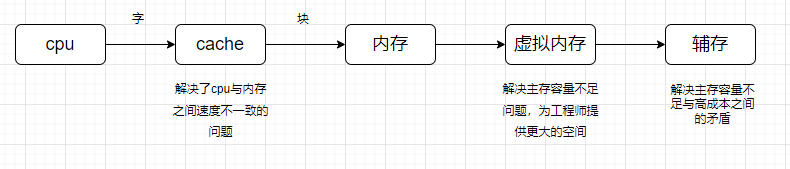 字
块
cpu
cache
内存
虚拟内存
辅存
解决了cpu与内存
之间速度不一致的
问题
解决主存容量不足
问题，为工程师提
供更大的空间
解决主存容量不
足与高成本之间
的矛盾